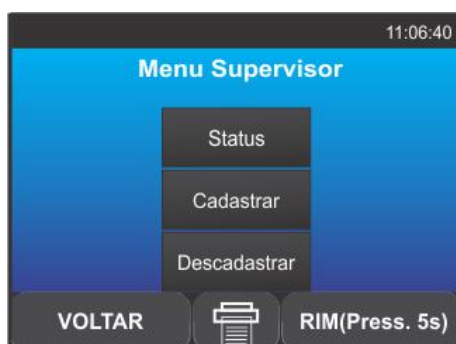 11:06:40
Menu Supervisor
Status
Cadastrar
Descadastrar
VOLTAR RIM(Press. 5s)